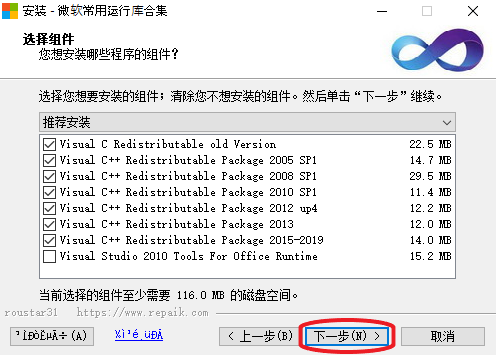 安装 - 微软常用运行库合集
选择组件
您想安装哪些程序的组件？
选择您想要安装的组件；清除您不想安装的组件。然后单击“下一步”继续。
推荐安装
Visual C Redistributable old Version 22.5 MB
Visual C++ Redistributable Package 2005 SP1 14.7 MB
Visual C++ Redistributable Package 2008 SP1 29.5 MB
Visual C++ Redistributable Package 2010 SP1 11.4 MB
Visual C++ Redistributable Package 2012 up4 12.2 MB
Visual C++ Redistributable Package 2013 12.0 MB
Visual C++ Redistributable Package 2015-2019 14.0 MB
Visual Studio 2010 Tools For Office Runtime 15.2 MB
当前选择的组件至少需要 116.0 MB 的磁盘空间。
roustar31 https://www.repaik.com
(A) < 上一步(B) 下一步(N) > 取消